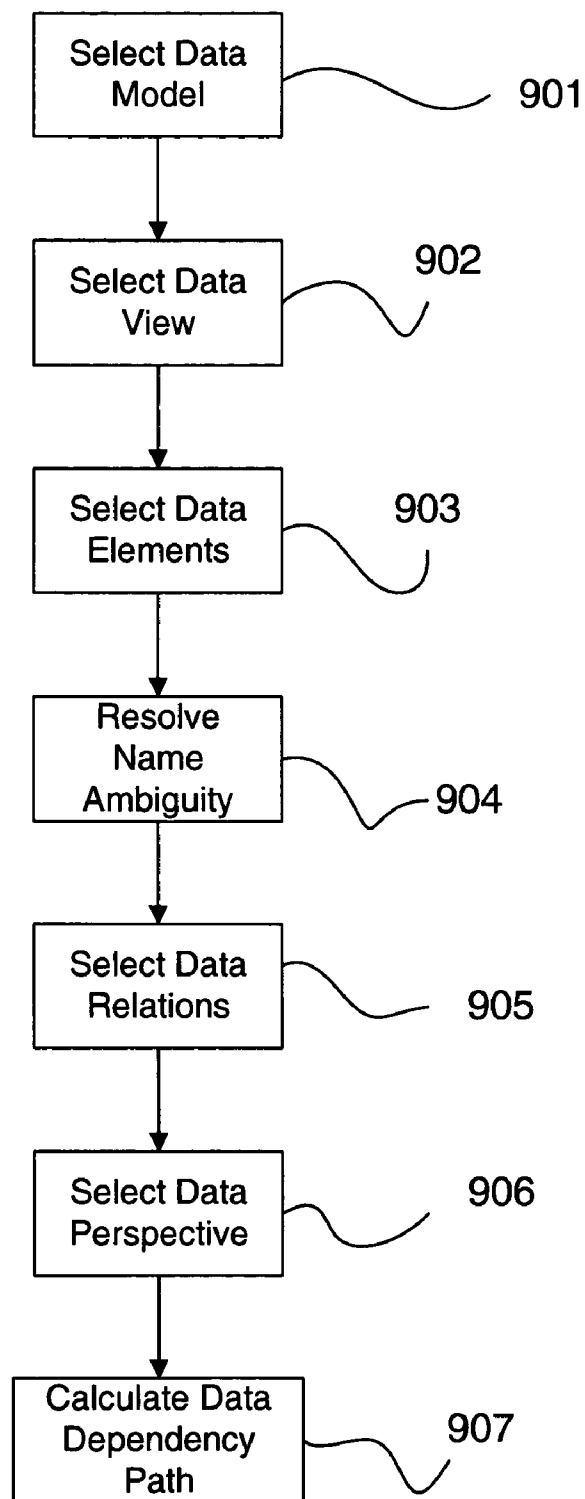 Select Data
Model
901
Select Data
View
902
Select Data
Elements
903
Resolve
Name
Ambiguity
904
Select Data
Relations
905
Select Data
Perspective
906
Calculate Data
Dependency
Path
907